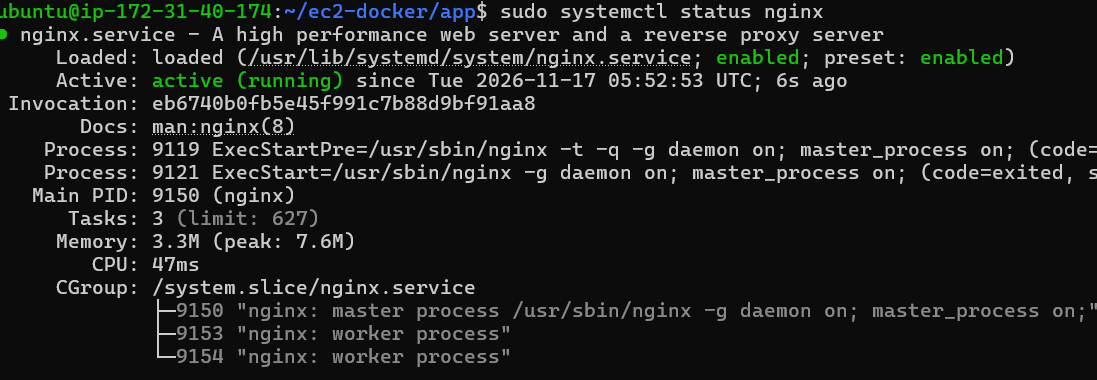 ubuntu@ip-172-31-40-174:~/ec2-docker/app$ sudo systemctl status nginx
● nginx.service - A high performance web server and a reverse proxy server
Loaded: loaded (/usr/lib/systemd/system/nginx.service; enabled; preset: enabled)
Active: active (running) since Tue 2026-11-17 05:52:53 UTC; 6s ago
Invocation: eb6740b0fb5e45f991c7b88d9bf91aa8
Docs: man:nginx(8)
Process: 9119 ExecStartPre=/usr/sbin/nginx -t -q -g daemon on; master_process on; (code=
Process: 9121 ExecStart=/usr/sbin/nginx -g daemon on; master_process on; (code=exited, s
Main PID: 9150 (nginx)
Tasks: 3 (limit: 627)
Memory: 3.3M (peak: 7.6M)
CPU: 47ms
CGroup: /system.slice/nginx.service
├─9150 "nginx: master process /usr/sbin/nginx -g daemon on; master_process on;"
├─9153 "nginx: worker process"
└─9154 "nginx: worker process"